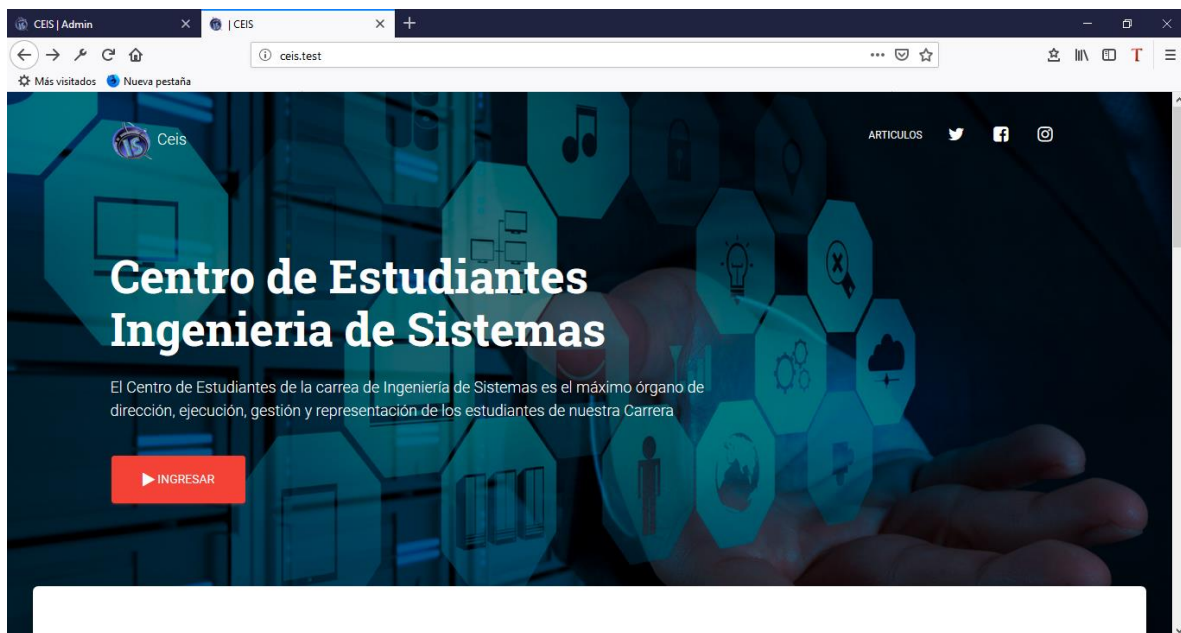 CEIS | Admin
| CEIS
ceis.test
Más visitados
Nueva pestaña
T
IS
Ceis
ARTICULOS
Centro de Estudiantes
Ingenieria de Sistemas
El Centro de Estudiantes de la carrea de Ingeniería de Sistemas es el máximo órgano de
dirección, ejecución, gestión y representación de los estudiantes de nuestra Carrera
INGRESAR